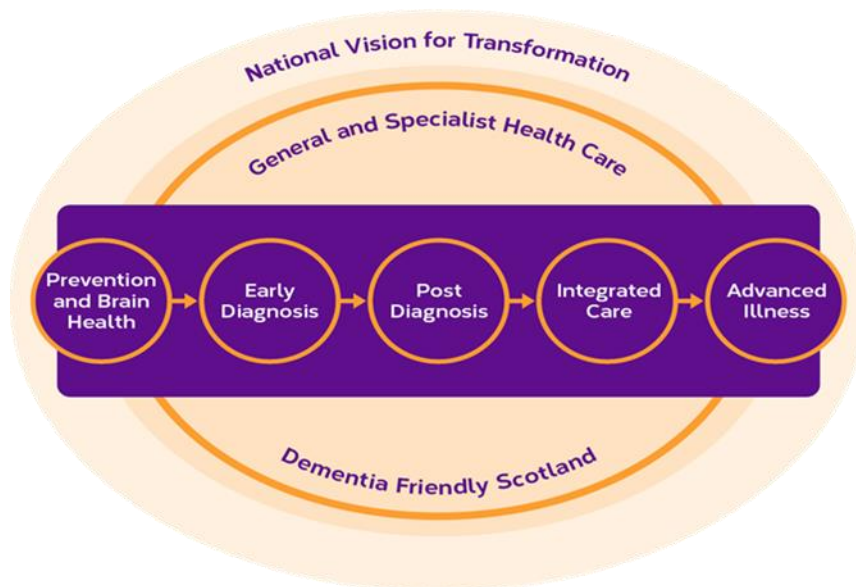 National Vision for Transformation
General and Specialist Health Care
Prevention
and Brain
Health
Early
Diagnosis
Post
Diagnosis
Integrated
Care
Advanced
Illness
Dementia Friendly Scotland